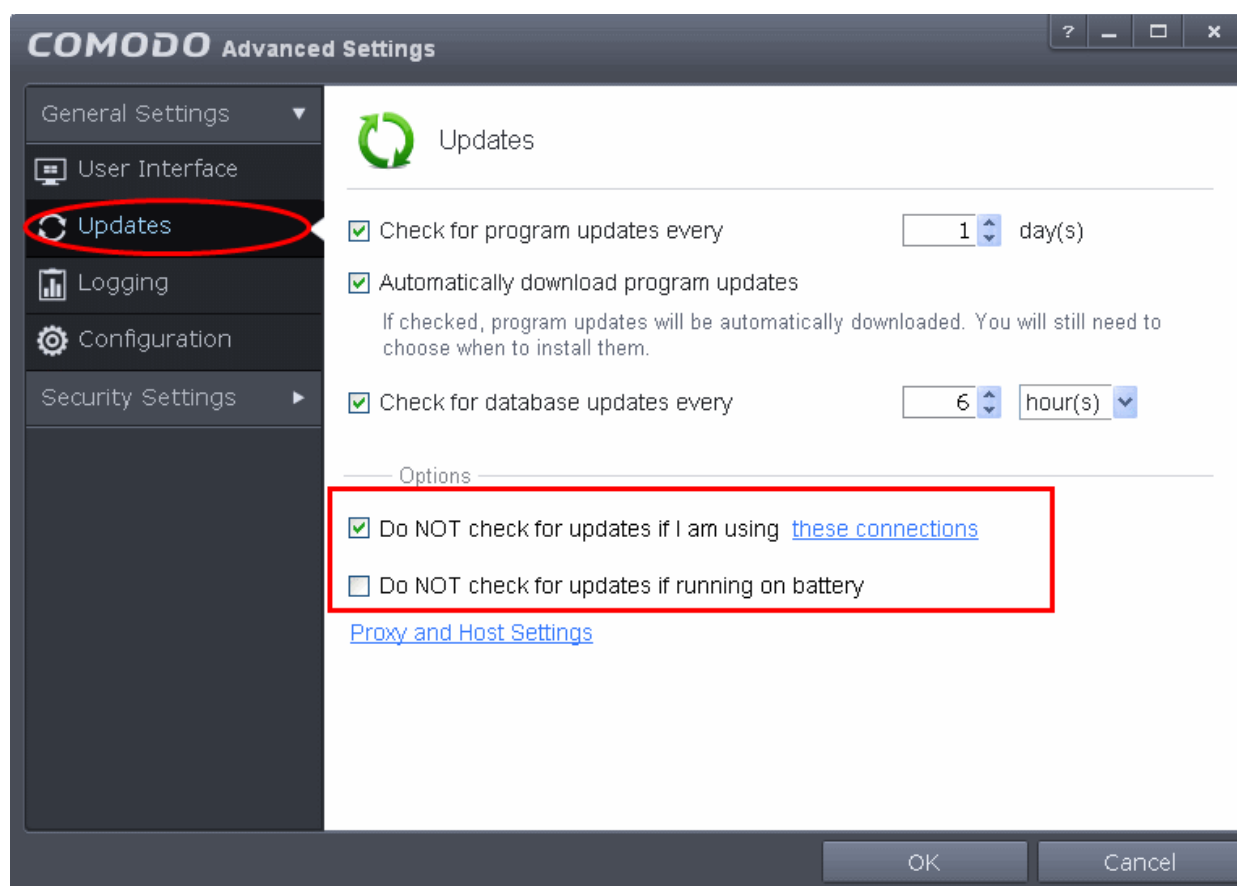 COMODO Advanced Settings
?
General Settings
User Interface
Updates
Logging
Configuration
Security Settings
Updates
Check for program updates every 1 day(s)
Automatically download program updates
If checked, program updates will be automatically downloaded. You will still need to
choose when to install them.
Check for database updates every 6 hour(s)
Options
Do NOT check for updates if I am using these connections
Do NOT check for updates if running on battery
Proxy and Host Settings
OK Cancel